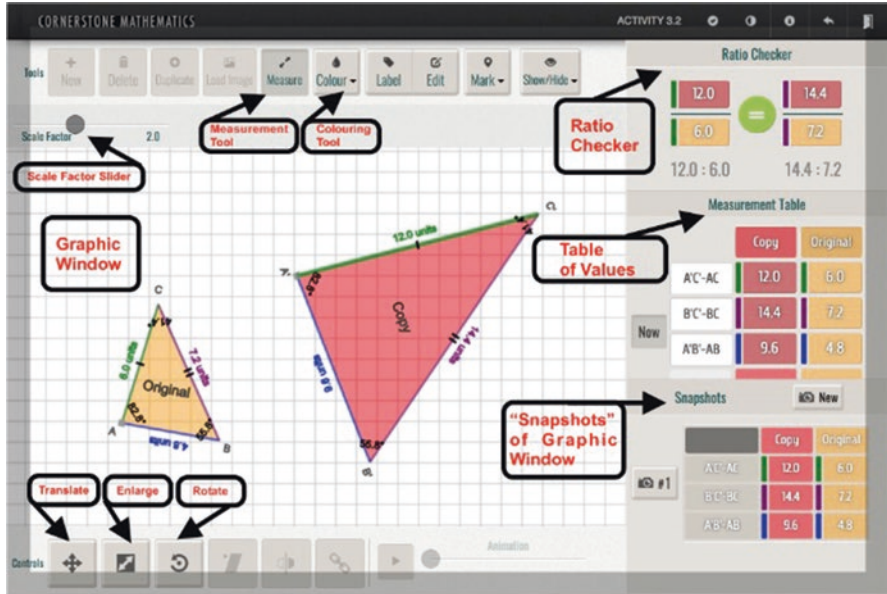 CORNERSTONE MATHEMATICS
ACTIVITY 3.2
Tools
New
Delete
Duplicate
Load Image
Measure
Colour
Label
Edit
Mark
Show/Hide
Scale Factor
2.0
Measurement
Tool
Colouring
Tool
Scale Factor Slider
Graphic
Window
C
6.0 units
7.2 units
Original
82.8°
55.8°
A
4.8 units
B
A'
C'
12.0 units
82.8°
Copy
14.4 units
9.6 units
55.8°
B'
Translate
Enlarge
Rotate
Controls
Animation
Ratio Checker
12.0
6.0
=
14.4
7.2
12.0 : 6.0
14.4 : 7.2
Ratio
Checker
Measurement Table
Table
of Values
Copy Original
A'C'-AC 12.0 6.0
B'C'-BC 14.4 7.2
Now
A'B'-AB 9.6 4.8
Snapshots
New
"Snapshots"
of Graphic
Window
Copy Original
#1
A'C'-AC 12.0 6.0
B'C'-BC 14.4 7.2
A'B'-AB 9.6 4.8